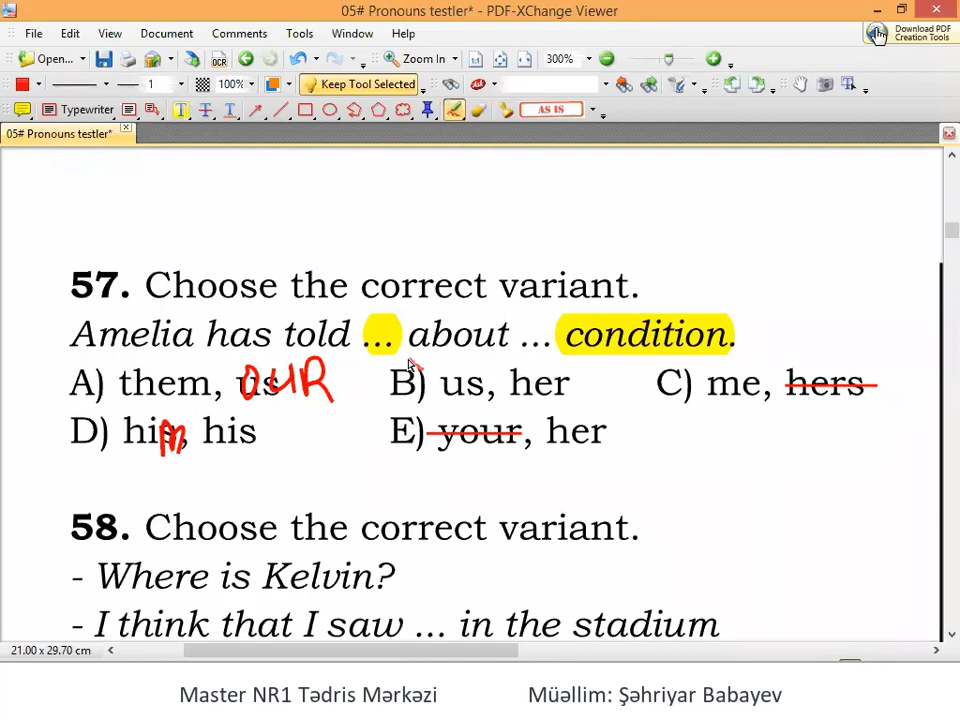 05# Pronouns testler* - PDF-XChange Viewer
File Edit View Document Comments Tools Window Help
Download PDF
Creation Tools
Open... OCR Zoom In 300%
1 100% Keep Tool Selected
Typewriter AS IS
05# Pronouns testler*
57. Choose the correct variant.
Amelia has told ... about ... condition.
A) them, us OUR B) us, her C) me, hers
D) his, his E) your, her
58. Choose the correct variant.
- Where is Kelvin?
- I think that I saw ... in the stadium
21.00 x 29.70 cm
Master NR1 Tədris Mərkəzi Müəllim: Şəhriyar Babayev